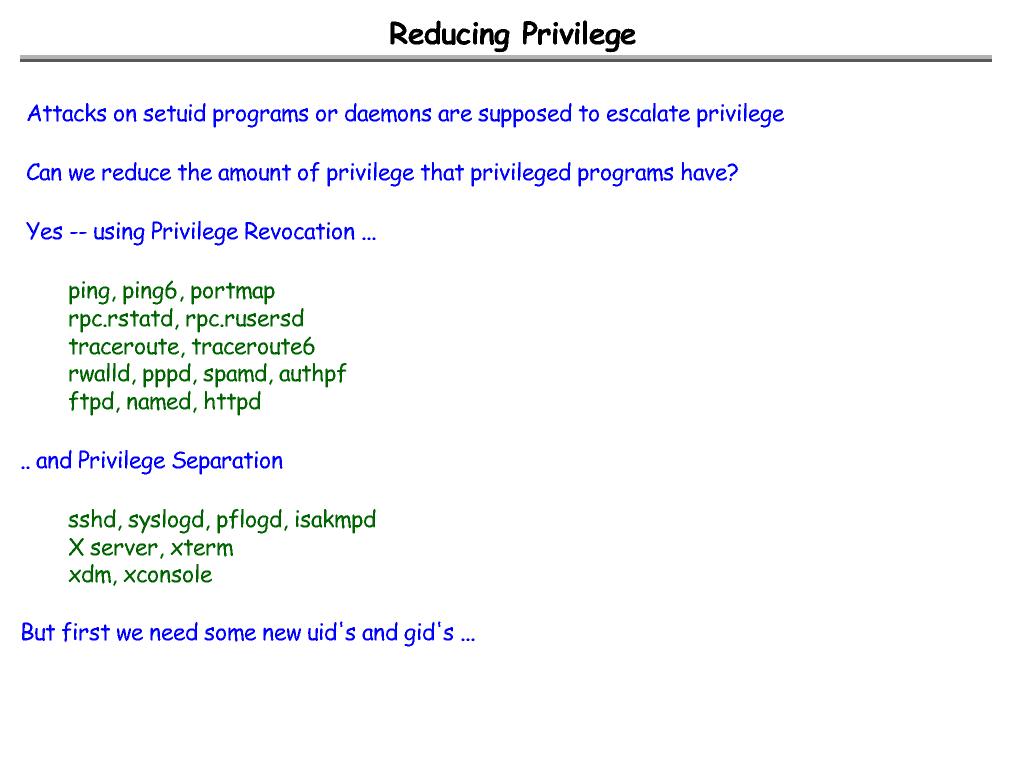 Reducing Privilege
Attacks on setuid programs or daemons are supposed to escalate privilege
Can we reduce the amount of privilege that privileged programs have?
Yes -- using Privilege Revocation ...
ping, ping6, portmap
rpc.rstatd, rpc.rusersd
traceroute, traceroute6
rwalld, pppd, spamd, authpf
ftpd, named, httpd
.. and Privilege Separation
sshd, syslogd, pflogd, isakmpd
X server, xterm
xdm, xconsole
But first we need some new uid's and gid's ...